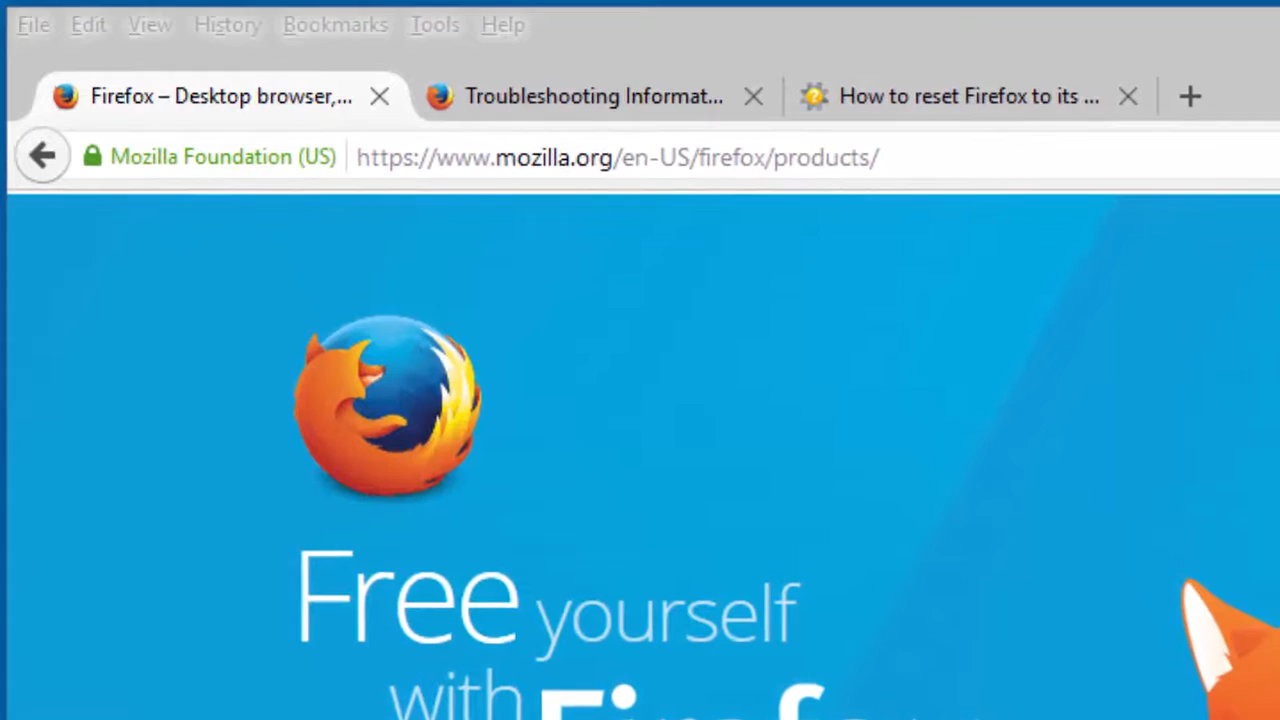 File Edit View History Bookmarks Tools Help
Firefox – Desktop browser,... Troubleshooting Informat... How to reset Firefox to its ...
Mozilla Foundation (US) https://www.mozilla.org/en-US/firefox/products/
Free yourself
with Firefox